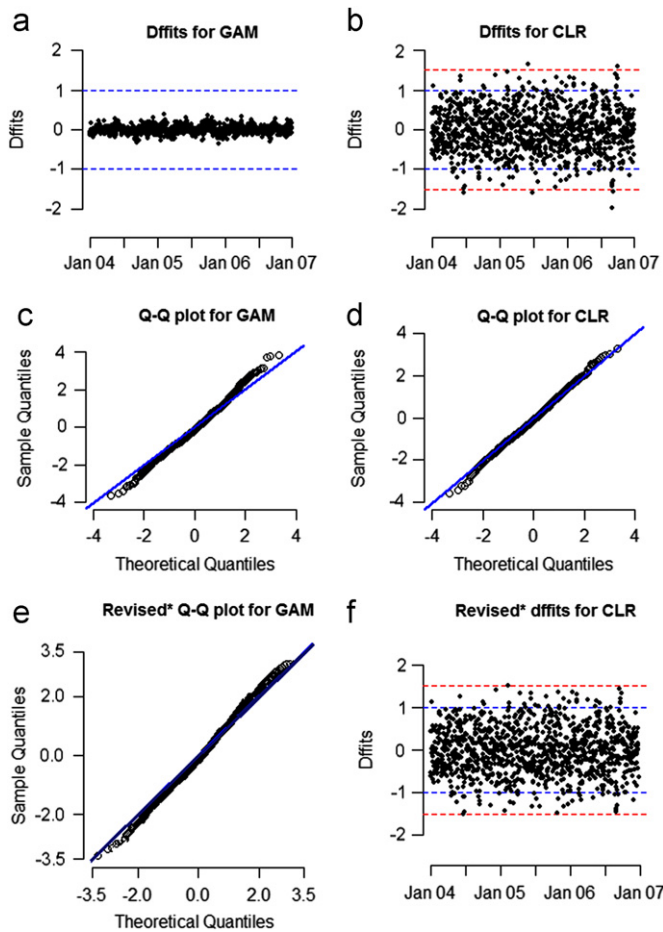 a
Dffits for GAM
2
1
0
-1
-2
Dffits
Jan 04
Jan 05
Jan 06
Jan 07
b
Dffits for CLR
2
1
0
-1
-2
Dffits
Jan 04
Jan 05
Jan 06
Jan 07
c
Q-Q plot for GAM
4
2
0
-2
-4
Sample Quantiles
-4
-2
0
2
4
Theoretical Quantiles
d
Q-Q plot for CLR
4
2
0
-2
-4
Sample Quantiles
-4
-2
0
2
4
Theoretical Quantiles
e
Revised* Q-Q plot for GAM
3.5
2.0
0.0
-2.0
-3.5
Sample Quantiles
-3.5
-2.0
0.0
2.0
3.5
Theoretical Quantiles
f
Revised* dffits for CLR
2
1
0
-1
-2
Dffits
Jan 04
Jan 05
Jan 06
Jan 07